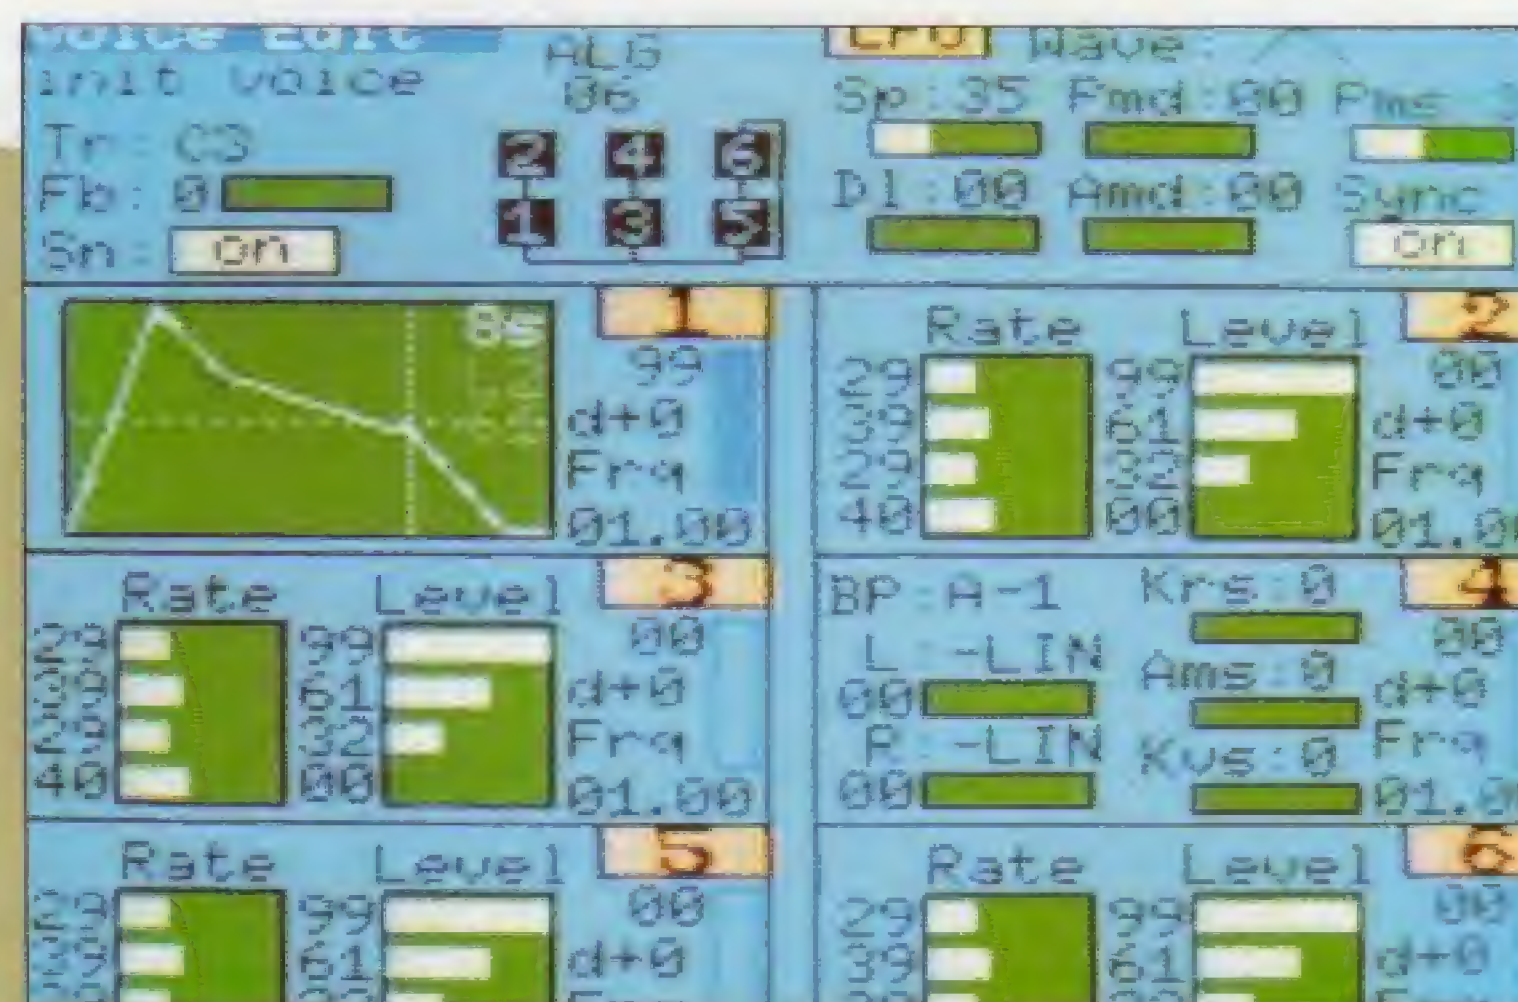 Voice Edit
init voice
Tr: C3
Fb: 0
Sn: on
ALG
06
2 4 6
1 3 5
LFO Wave:
Sp:35 Fmd:00 Pms
Dl:00 Amd:00 Sync
on
1
99
d+0
Frq
01.00
Rate Level 2
29 99 00
39 61 d+0
29 32 Frq
40 00
Rate Level 3
29 99 00
39 61 d+0
29 32 Frq
40 00 01.00
BP:A-1 Krs:0 4
L:-LIN 00
00 Ams:0 d+0
R:-LIN Frq
00 Kvs:0
Rate Level 5
99 00
61 d+0
Rate Level 6
29 99 00
39 61 d+0